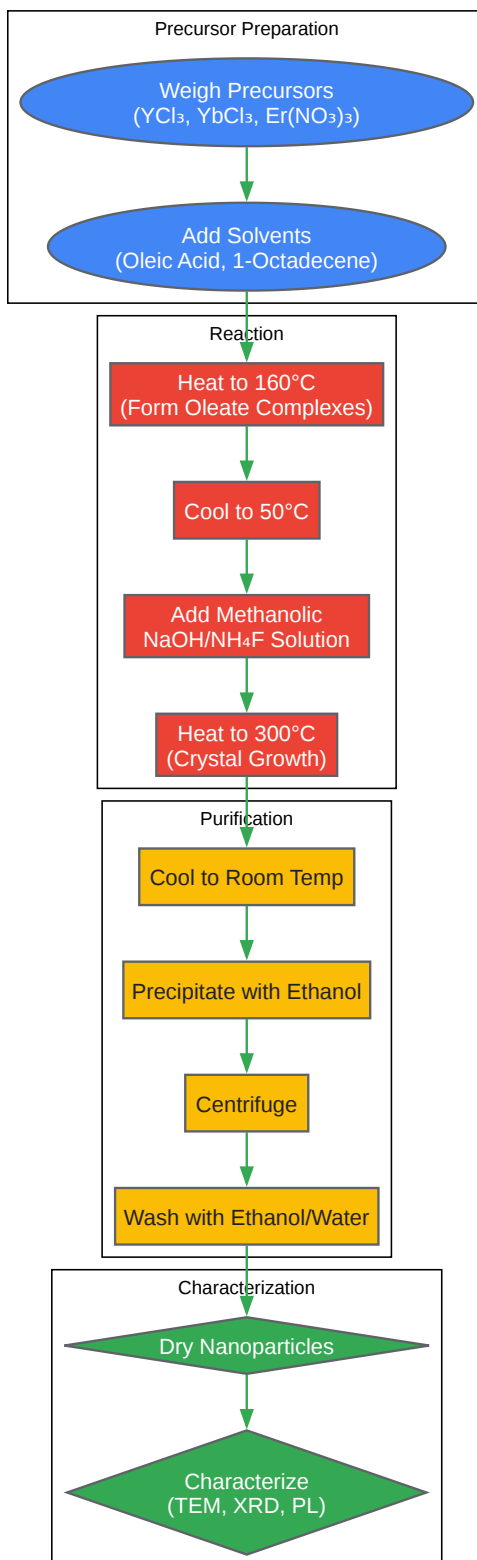 Precursor Preparation
Weigh Precursors
(YCl₃, YbCl₃, Er(NO₃)₃)
Add Solvents
(Oleic Acid, 1-Octadecene)
Reaction
Heat to 160°C
(Form Oleate Complexes)
Cool to 50°C
Add Methanolic
NaOH/NH₄F Solution
Heat to 300°C
(Crystal Growth)
Purification
Cool to Room Temp
Precipitate with Ethanol
Centrifuge
Wash with Ethanol/Water
Characterization
Dry Nanoparticles
Characterize
(TEM, XRD, PL)